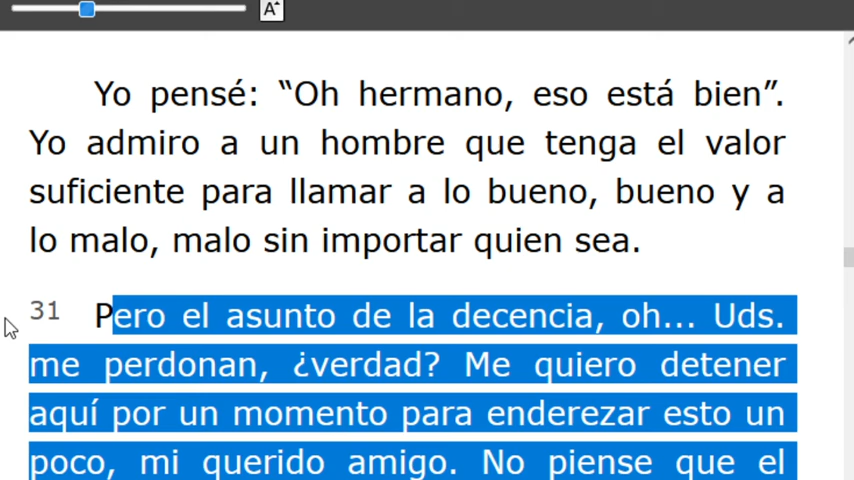 A
Yo pensé: “Oh hermano, eso está bien”.
Yo admiro a un hombre que tenga el valor
suficiente para llamar a lo bueno, bueno y a
lo malo, malo sin importar quien sea.
31 Pero el asunto de la decencia, oh... Uds.
me perdonan, ¿verdad? Me quiero detener
aquí por un momento para enderezar esto un
poco, mi querido amigo. No piense que el